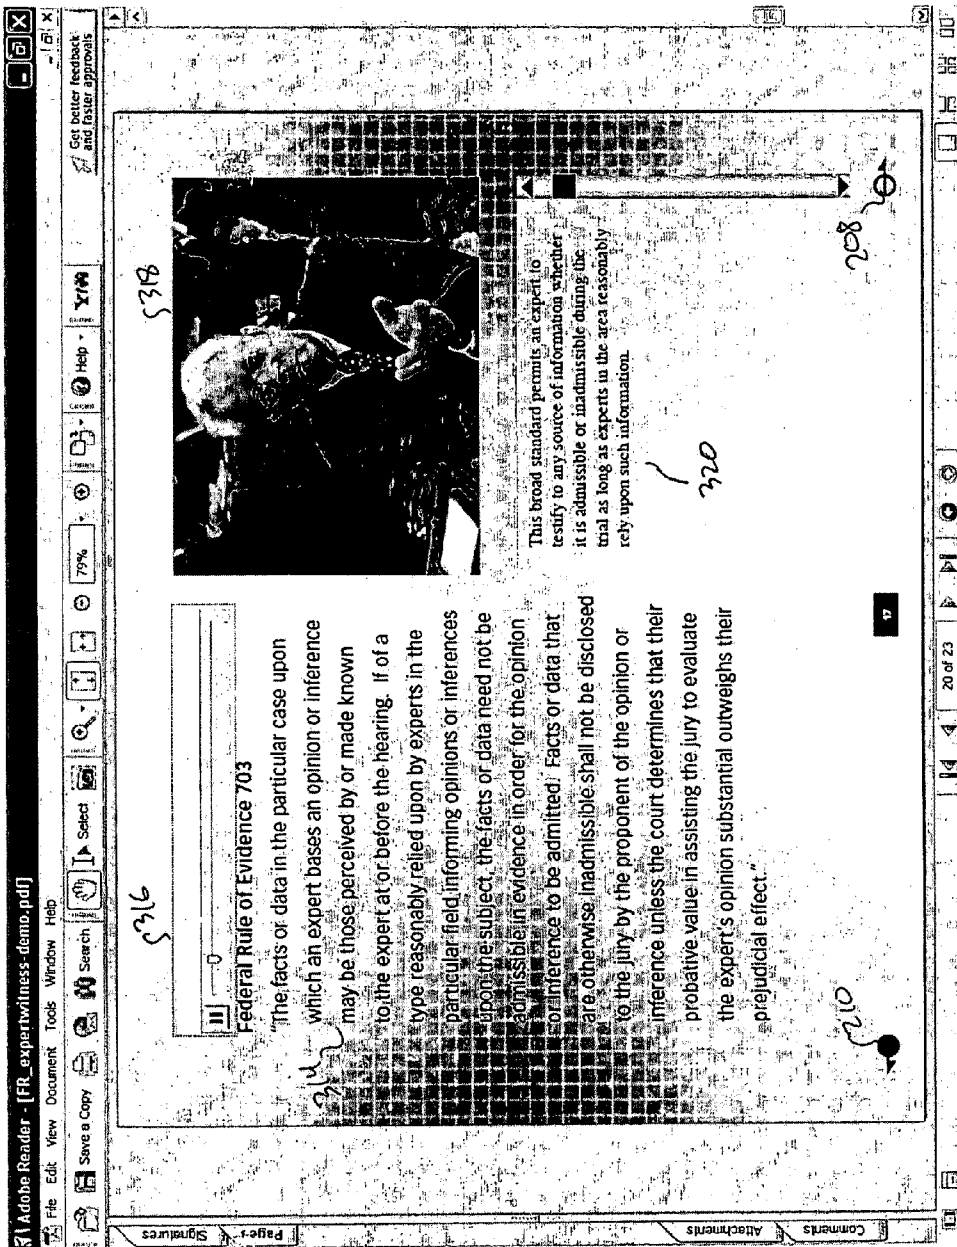 Adobe Reader - [FR_expertwitness-demo.pdf]
File Edit View Document Tools Window Help
Save a Copy Search Select 79% Help Y!
Get better feedback
and faster approvals
Signatures
Pages
Attachments
Comments
316
318
Federal Rule of Evidence 703
"The facts or data in the particular case upon
which an expert bases an opinion or inference
may be those perceived by or made known
to the expert at or before the hearing. If of a
type reasonably relied upon by experts in the
particular field informing opinions or inferences
upon the subject, the facts or data need not be
admissible in evidence in order for the opinion
or inference to be admitted. Facts or data that
are otherwise inadmissible shall not be disclosed
to the jury by the proponent of the opinion or
inference unless the court determines that their
probative value in assisting the jury to evaluate
the expert's opinion substantial outweighs their
prejudicial effect."
314
This broad standard permits an expert to
testify to any source of information whether
it is admissible or inadmissible during the
trial as long as experts in the area reasonably
rely upon such information.
320
210
17
208
20 of 23